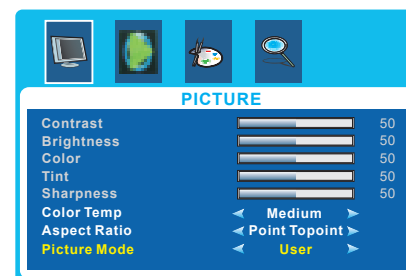 PICTURE
Contrast 50
Brightness 50
Color 50
Tint 50
Sharpness 50
Color Temp Medium
Aspect Ratio Point Topoint
Picture Mode User